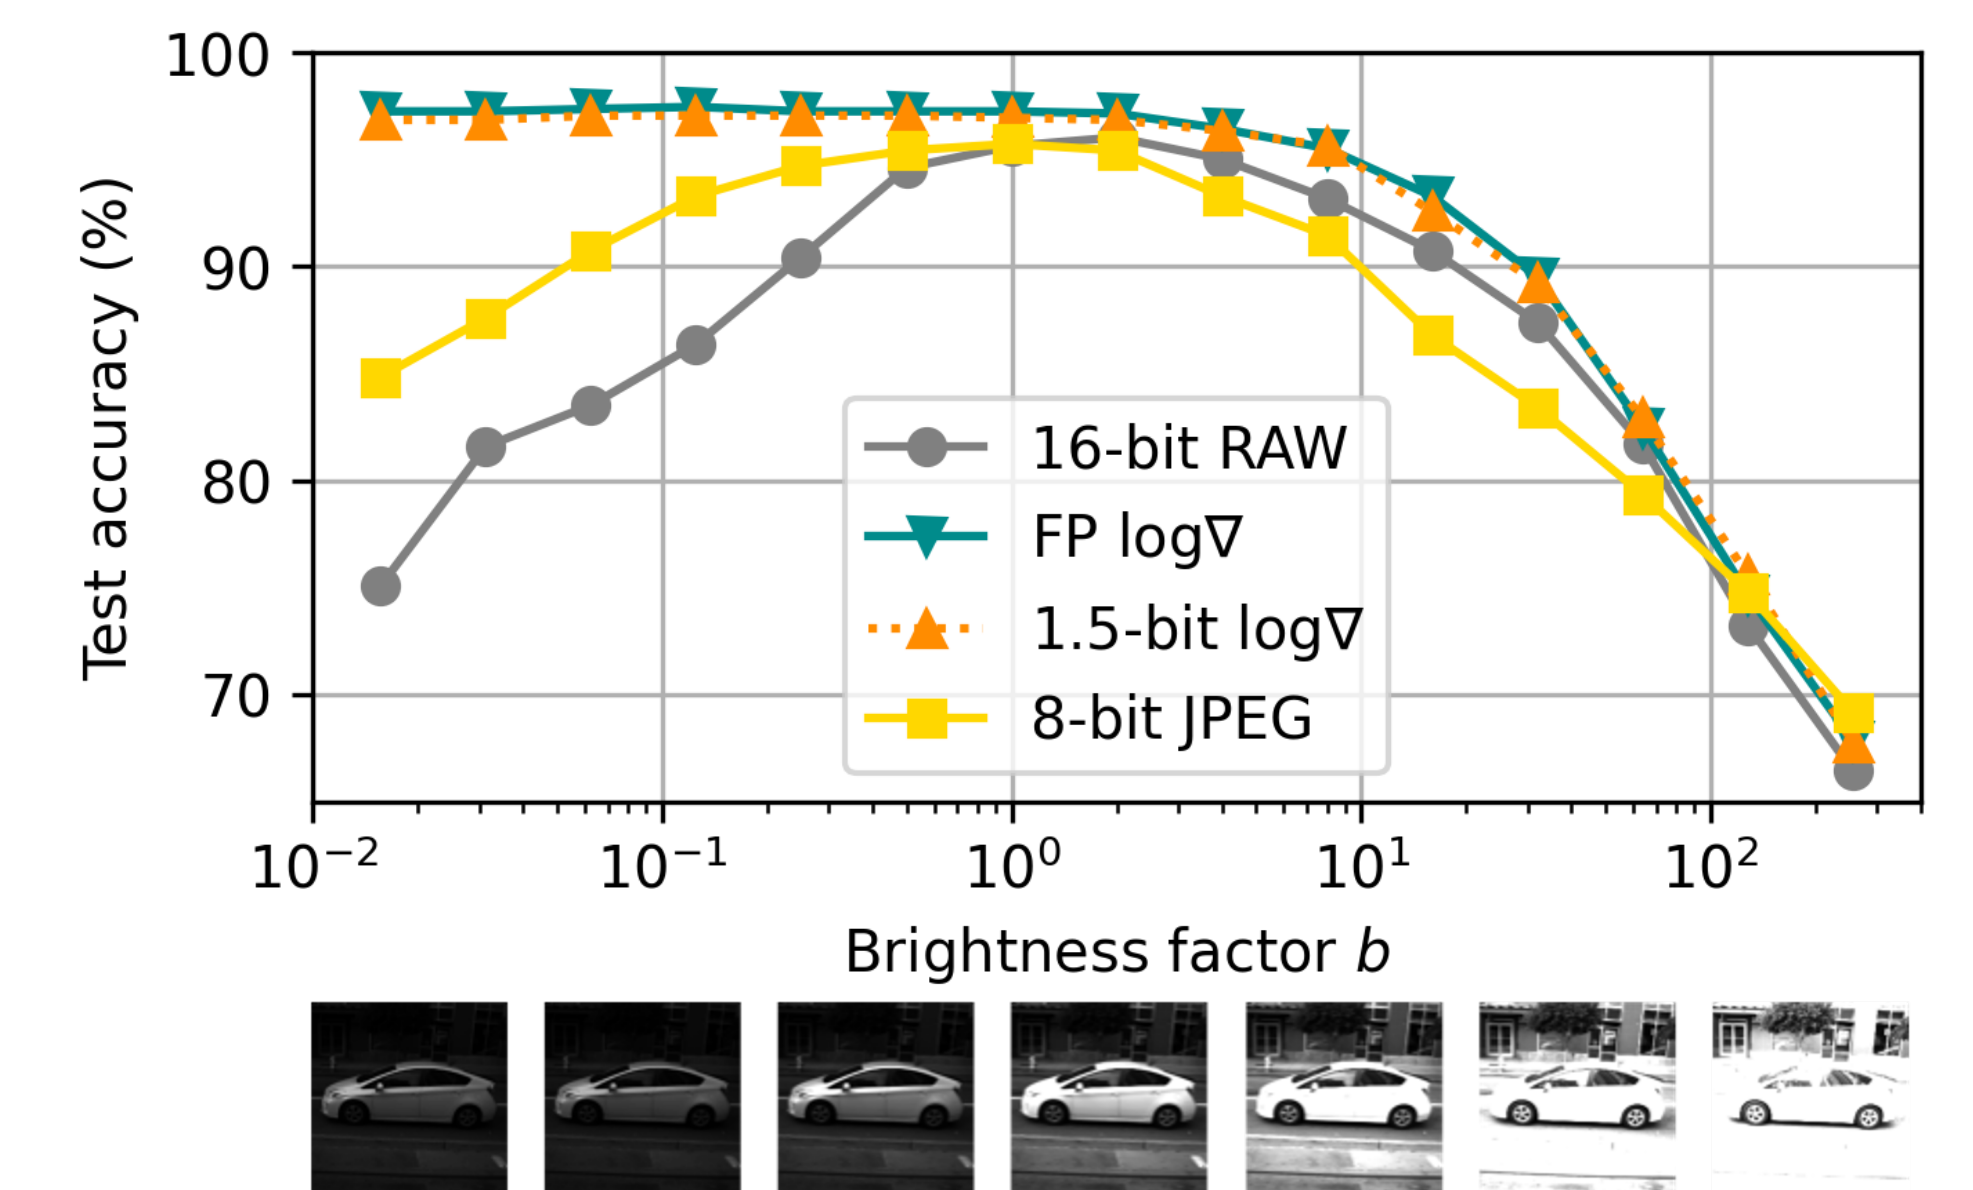 100
90
80
70
Test accuracy (%)
16-bit RAW
FP log∇
1.5-bit log∇
8-bit JPEG
10⁻² 10⁻¹ 10⁰ 10¹ 10²
Brightness factor b